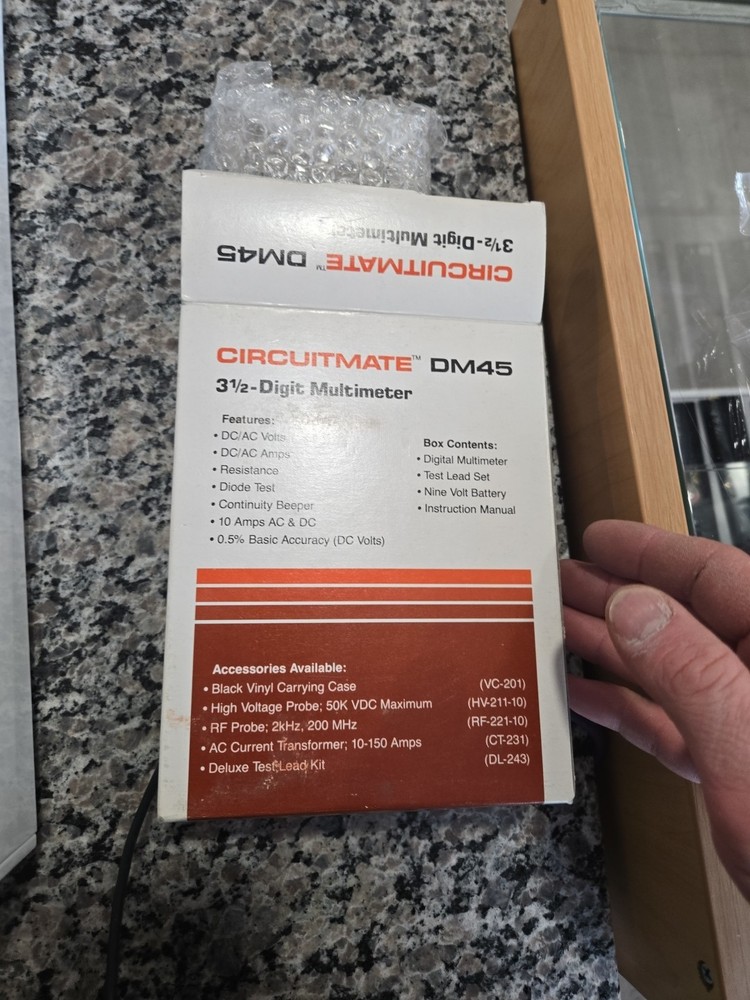 3½-Digit Multimeter
CIRCUITMATE™ DM45
CIRCUITMATE™ DM45
3½-Digit Multimeter
Features:
• DC/AC Volts
• DC/AC Amps
• Resistance
• Diode Test
• Continuity Beeper
• 10 Amps AC & DC
• 0.5% Basic Accuracy (DC Volts)
Box Contents:
• Digital Multimeter
• Test Lead Set
• Nine Volt Battery
• Instruction Manual
Accessories Available:
• Black Vinyl Carrying Case (VC-201)
• High Voltage Probe; 50K VDC Maximum (HV-211-10)
• RF Probe; 2kHz, 200 MHz (RF-221-10)
• AC Current Transformer; 10-150 Amps (CT-231)
• Deluxe Test Lead Kit (DL-243)